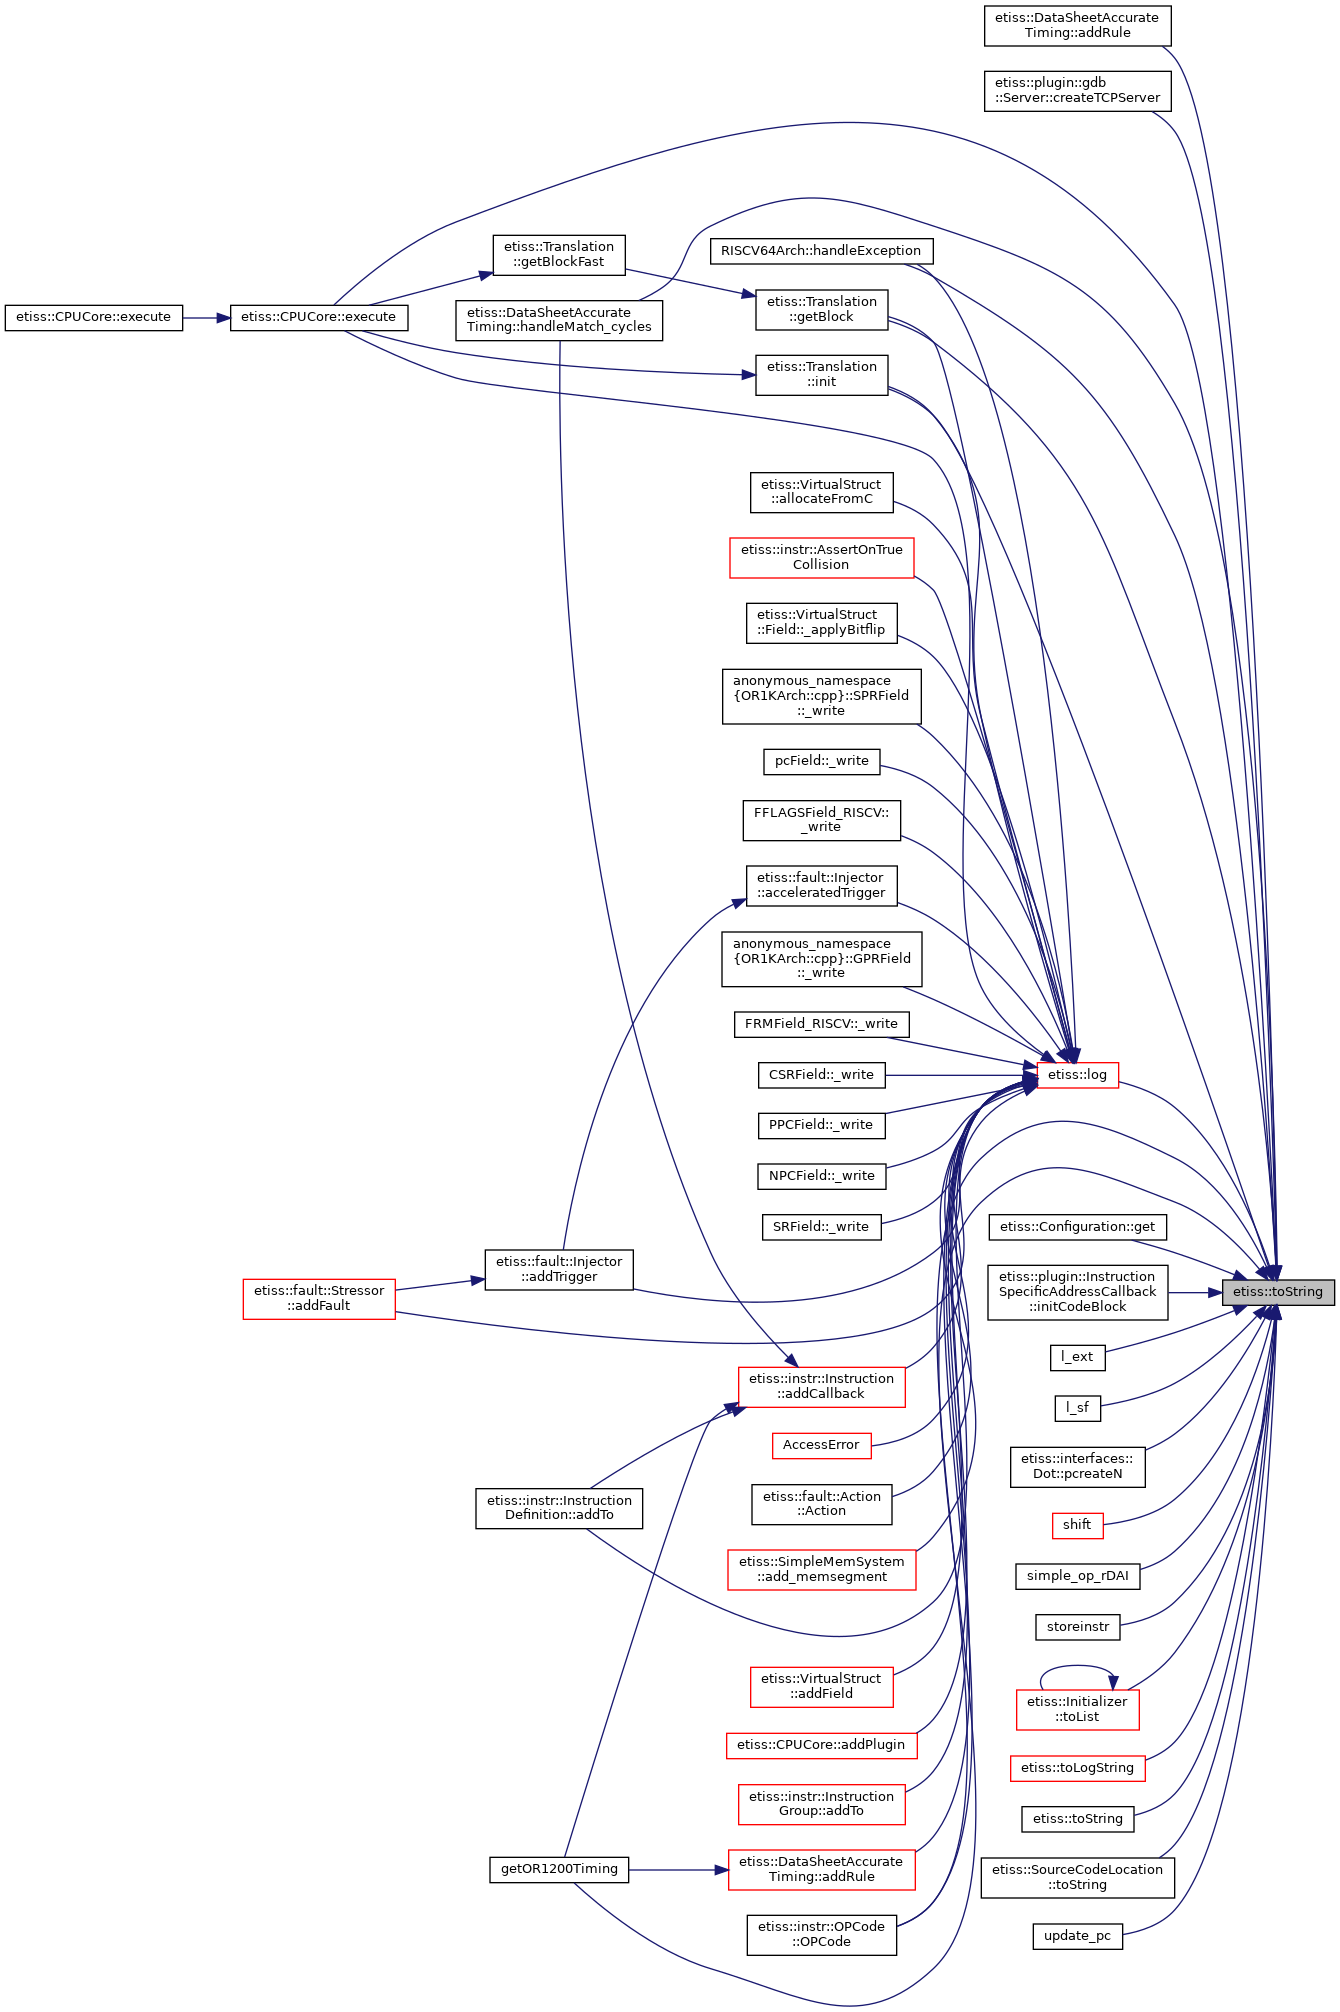 etiss::DataSheetAccurate
Timing::addRule
etiss::plugin::gdb
::Server::createTCPServer
etiss::Translation
::getBlockFast
RISCV64Arch::handleException
etiss::CPUCore::execute
etiss::CPUCore::execute
etiss::DataSheetAccurate
Timing::handleMatch_cycles
etiss::Translation
::getBlock
etiss::Translation
::init
etiss::VirtualStruct
::allocateFromC
etiss::instr::AssertOnTrue
Collision
etiss::VirtualStruct
::Field::_applyBitflip
anonymous_namespace
{OR1KArch::cpp}::SPRField
::_write
pcField::_write
FFLAGSField_RISCV::
_write
etiss::fault::Injector
::acceleratedTrigger
anonymous_namespace
{OR1KArch::cpp}::GPRField
::_write
FRMField_RISCV::_write
CSRField::_write
etiss::log
PPCField::_write
NPCField::_write
SRField::_write
etiss::Configuration::get
etiss::fault::Injector
::addTrigger
etiss::fault::Stressor
::addFault
etiss::plugin::Instruction
SpecificAddressCallback
::initCodeBlock
etiss::toString
l_ext
etiss::instr::Instruction
::addCallback
l_sf
AccessError
etiss::interfaces::
Dot::pcreateN
etiss::instr::Instruction
Definition::addTo
etiss::fault::Action
::Action
shift
etiss::SimpleMemSystem
::add_memsegment
simple_op_rDAI
storeinstr
etiss::VirtualStruct
::addField
etiss::Initializer
::toList
etiss::CPUCore::addPlugin
etiss::toLogString
etiss::instr::Instruction
Group::addTo
etiss::toString
getOR1200Timing
etiss::DataSheetAccurate
Timing::addRule
etiss::SourceCodeLocation
::toString
etiss::instr::OPCode
::OPCode
update_pc